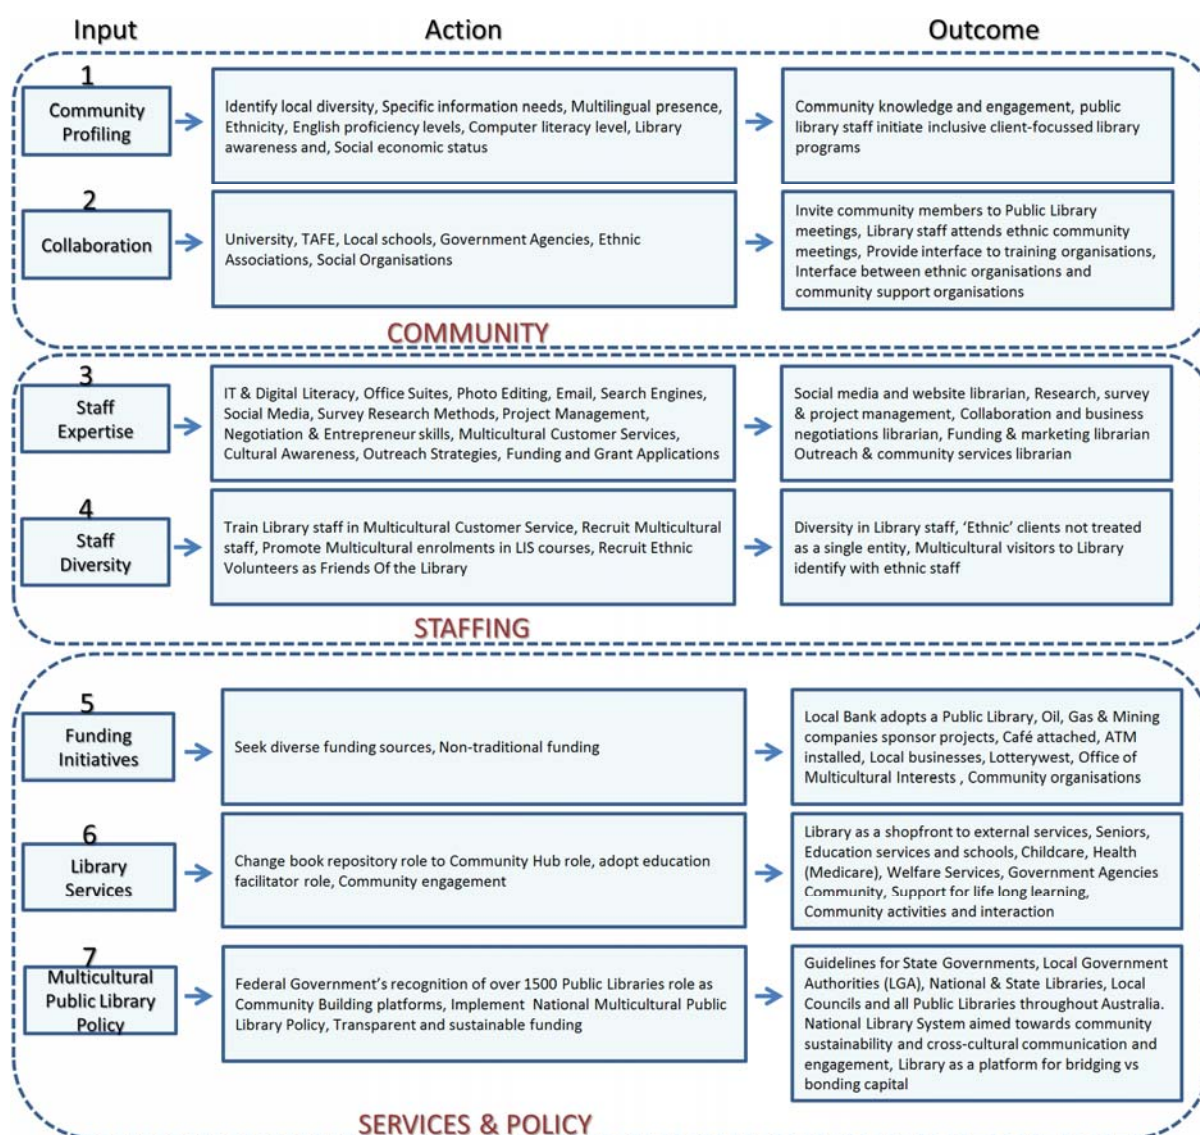 Input
Action
Outcome
1
Community
Profiling
Identify local diversity, Specific information needs, Multilingual presence,
Ethnicity, English proficiency levels, Computer literacy level, Library
awareness and, Social economic status
Community knowledge and engagement, public
library staff initiate inclusive client-focussed library
programs
2
Collaboration
University, TAFE, Local schools, Government Agencies, Ethnic
Associations, Social Organisations
Invite community members to Public Library
meetings, Library staff attends ethnic community
meetings, Provide interface to training organisations,
Interface between ethnic organisations and
community support organisations
COMMUNITY
3
Staff
Expertise
IT & Digital Literacy, Office Suites, Photo Editing, Email, Search Engines,
Social Media, Survey Research Methods, Project Management,
Negotiation & Entrepreneur skills, Multicultural Customer Services,
Cultural Awareness, Outreach Strategies, Funding and Grant Applications
Social media and website librarian, Research, survey
& project management, Collaboration and business
negotiations librarian, Funding & marketing librarian
Outreach & community services librarian
4
Staff
Diversity
Train Library staff in Multicultural Customer Service, Recruit Multicultural
staff, Promote Multicultural enrolments in LIS courses, Recruit Ethnic
Volunteers as Friends Of the Library
Diversity in Library staff, ‘Ethnic’ clients not treated
as a single entity, Multicultural visitors to Library
identify with ethnic staff
STAFFING
5
Funding
Initiatives
Seek diverse funding sources, Non-traditional funding
Local Bank adopts a Public Library, Oil, Gas & Mining
companies sponsor projects, Café attached, ATM
installed, Local businesses, Lotterywest, Office of
Multicultural Interests , Community organisations
6
Library
Services
Change book repository role to Community Hub role, adopt education
facilitator role, Community engagement
Library as a shopfront to external services, Seniors,
Education services and schools, Childcare, Health
(Medicare), Welfare Services, Government Agencies
Community, Support for life long learning,
Community activities and interaction
7
Multicultural
Public Library
Policy
Federal Government’s recognition of over 1500 Public Libraries role as
Community Building platforms, Implement National Multicultural Public
Library Policy, Transparent and sustainable funding
Guidelines for State Governments, Local Government
Authorities (LGA), National & State Libraries, Local
Councils and all Public Libraries throughout Australia.
National Library System aimed towards community
sustainability and cross-cultural communication and
engagement, Library as a platform for bridging vs
bonding capital
SERVICES & POLICY